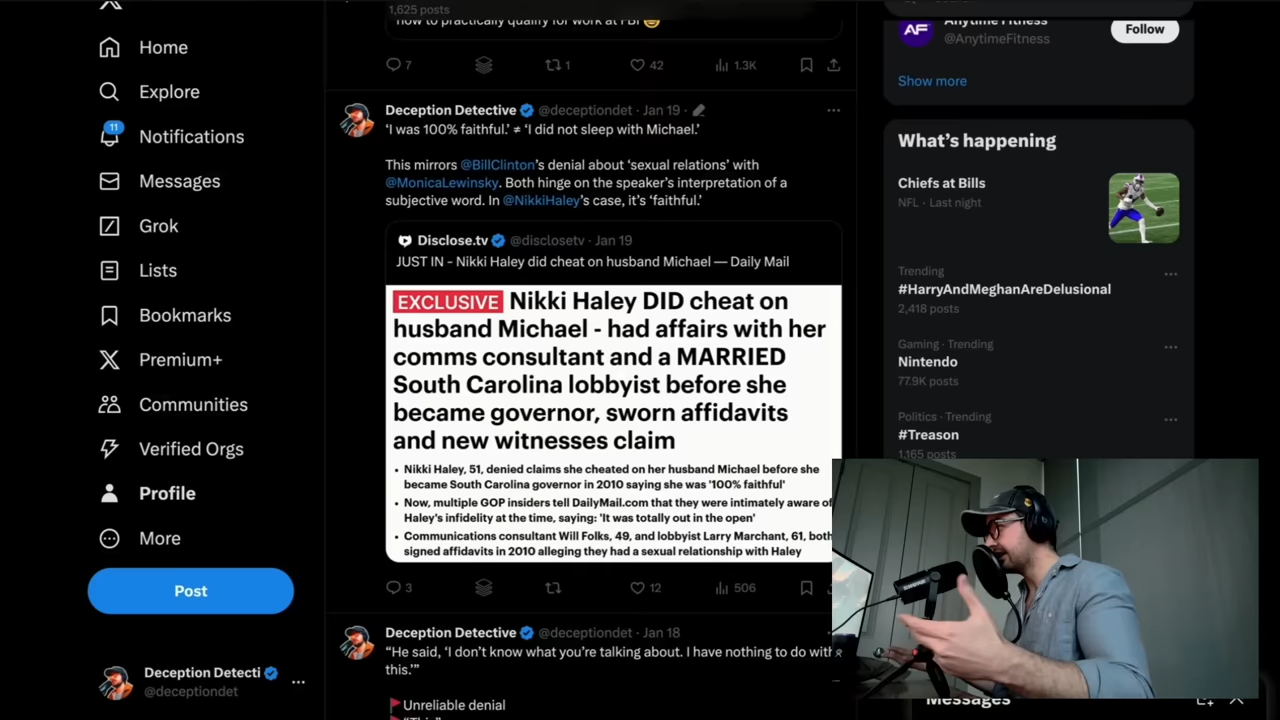 Home
Explore
11
Notifications
Messages
Grok
Lists
Bookmarks
Premium+
Communities
Verified Orgs
Profile
More
Post
Deception Detecti
@deceptiondet
1,625 posts
how to practically qualify for work at FBI
7
1
42
1.3K
Deception Detective @deceptiondet · Jan 19 ·
‘I was 100% faithful.’ ≠ ‘I did not sleep with Michael.’
This mirrors @BillClinton’s denial about ‘sexual relations’ with
@MonicaLewinsky. Both hinge on the speaker’s interpretation of a
subjective word. In @NikkiHaley’s case, it’s ‘faithful.’
Disclose.tv @disclosetv · Jan 19
JUST IN - Nikki Haley did cheat on husband Michael — Daily Mail
EXCLUSIVE Nikki Haley DID cheat on
husband Michael - had affairs with her
comms consultant and a MARRIED
South Carolina lobbyist before she
became governor, sworn affidavits
and new witnesses claim
• Nikki Haley, 51, denied claims she cheated on her husband Michael before she
became South Carolina governor in 2010 saying she was '100% faithful'
• Now, multiple GOP insiders tell DailyMail.com that they were intimately aware of
Haley's infidelity at the time, saying: 'It was totally out in the open'
• Communications consultant Will Folks, 49, and lobbyist Larry Marchant, 61, both
signed affidavits in 2010 alleging they had a sexual relationship with Haley
3
12
506
Deception Detective @deceptiondet · Jan 18
“He said, ‘I don’t know what you’re talking about. I have nothing to do with
this.’”
Unreliable denial
“This”
AF
Anytime Fitness
@AnytimeFitness
Follow
Show more
What’s happening
Chiefs at Bills
NFL · Last night
Trending
#HarryAndMeghanAreDelusional
2,418 posts
Gaming · Trending
Nintendo
77.9K posts
Politics · Trending
#Treason
1,165 posts
SHURE
Messages